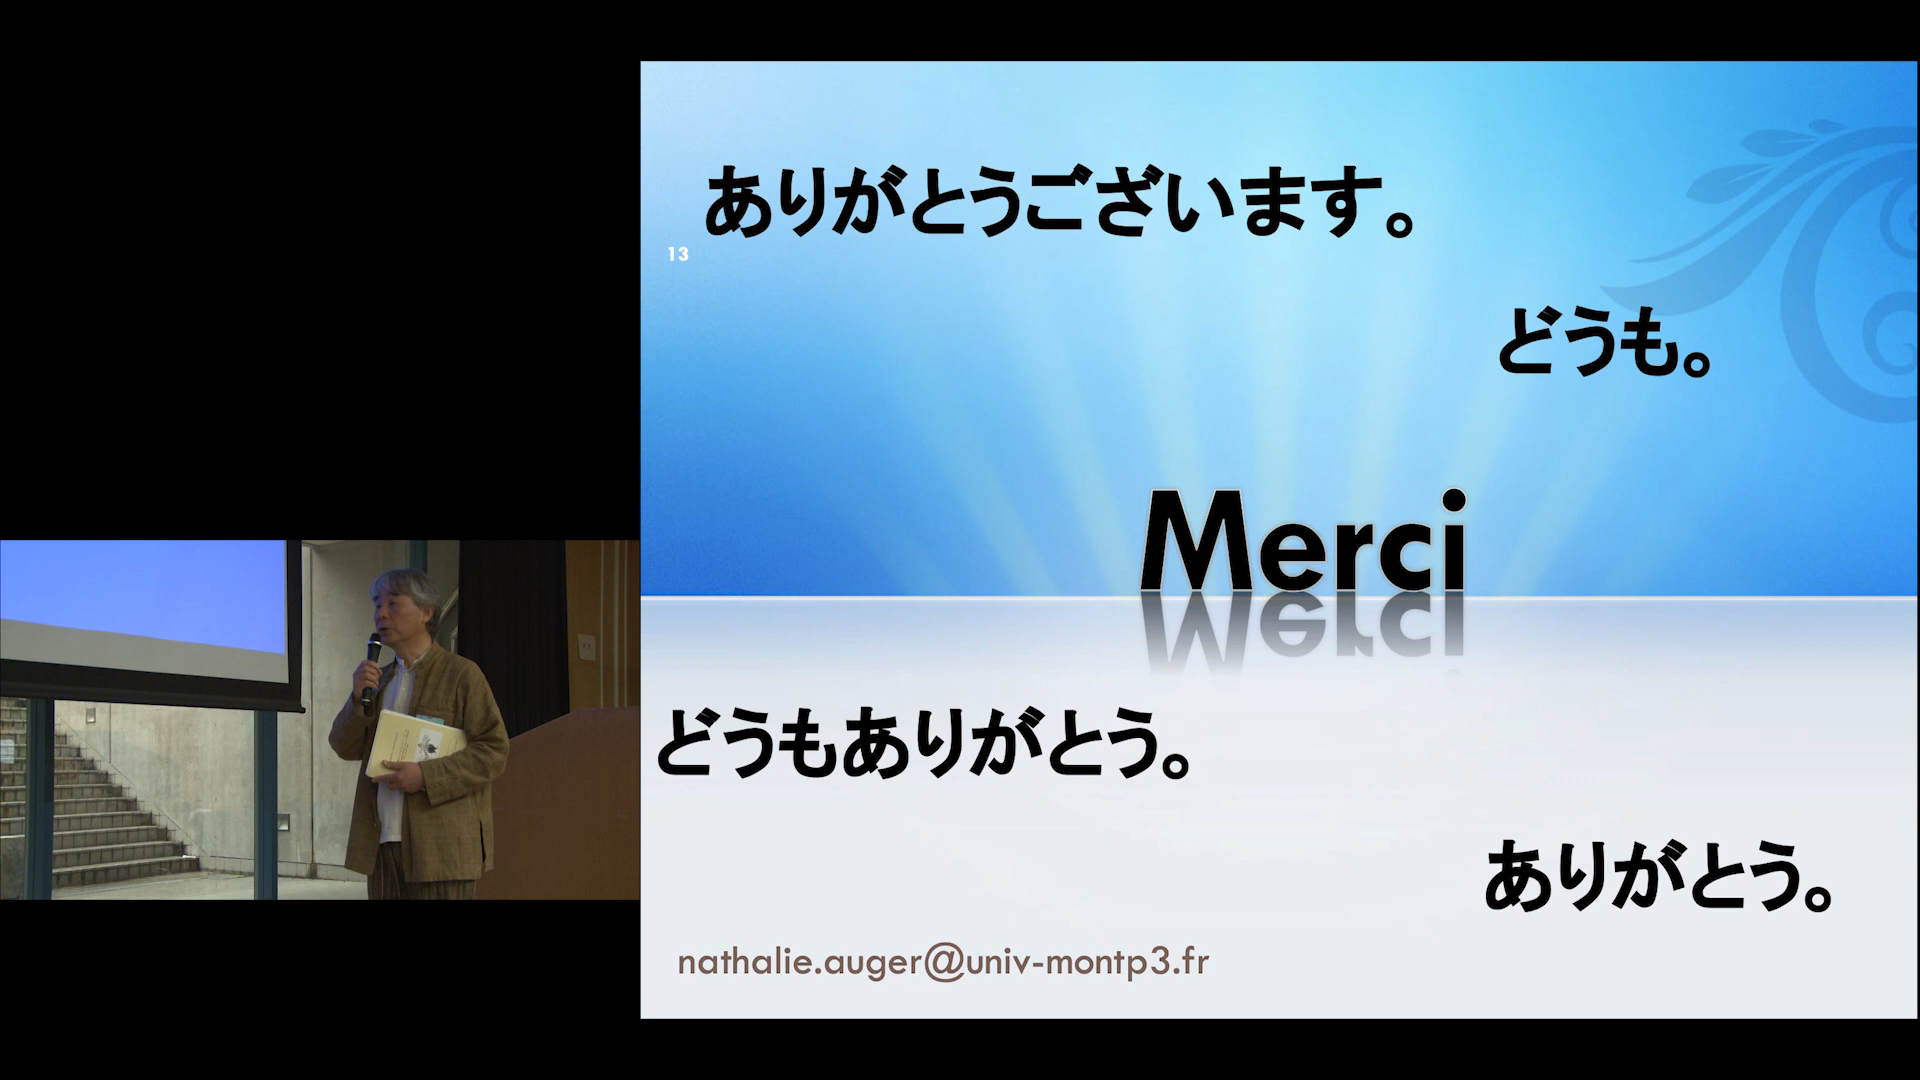 ありがとうございます。
13
どうも。
Merci
どうもありがとう。
ありがとう。
nathalie.auger@univ-montp3.fr